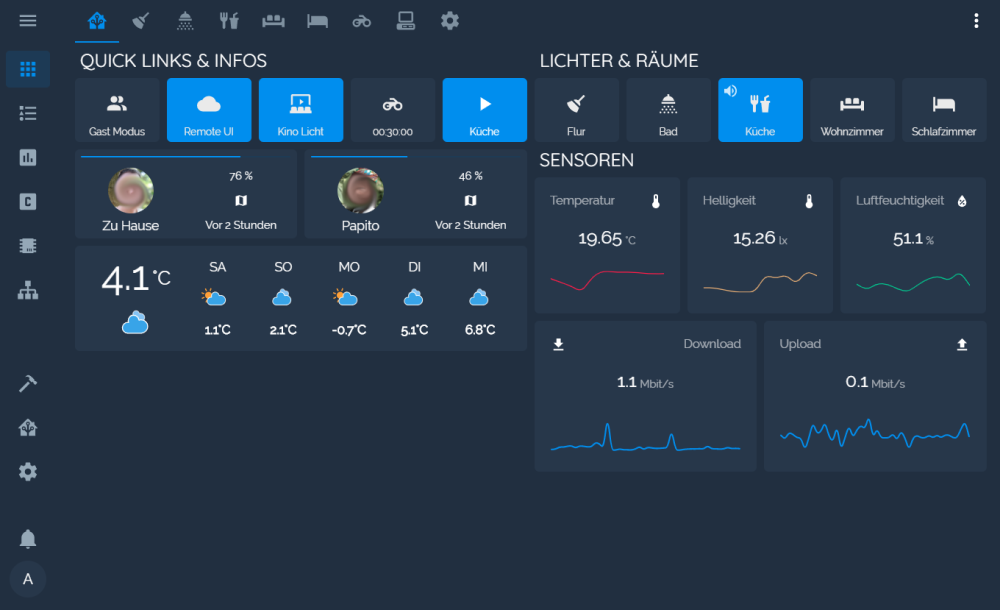 QUICK LINKS & INFOS
Gast Modus
Remote UI
Kino Licht
00:30:00
Küche
76 %
Zu Hause
Vor 2 Stunden
46 %
Papito
Vor 2 Stunden
4.1°C
SA
SO
MO
DI
MI
1.1°C
2.1°C
-0.7°C
5.1°C
6.8°C
LICHTER & RÄUME
Flur
Bad
Küche
Wohnzimmer
Schlafzimmer
SENSOREN
Temperatur
19.65 °C
Helligkeit
15.26 lx
Luftfeuchtigkeit
51.1 %
Download
1.1 Mbit/s
Upload
0.1 Mbit/s
C
A